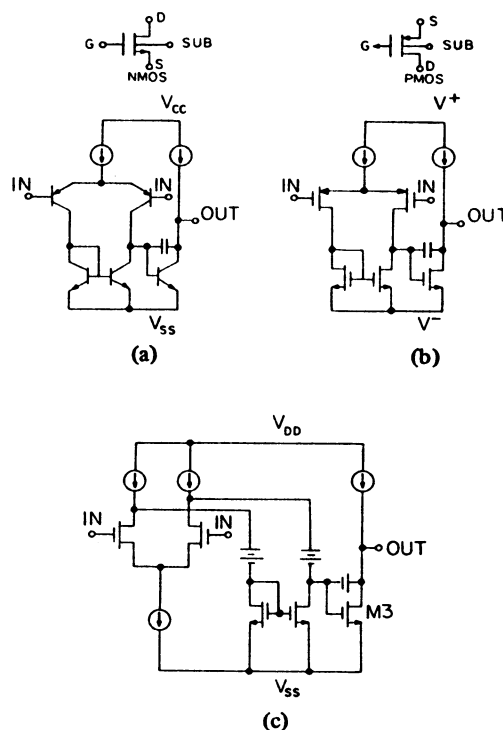 D
G
SUB
S
NMOS
S
G
SUB
D
PMOS
VCC
IN
IN
OUT
VSS
(a)
V+
IN
IN
OUT
V-
(b)
VDD
IN
IN
OUT
M3
VSS
(c)